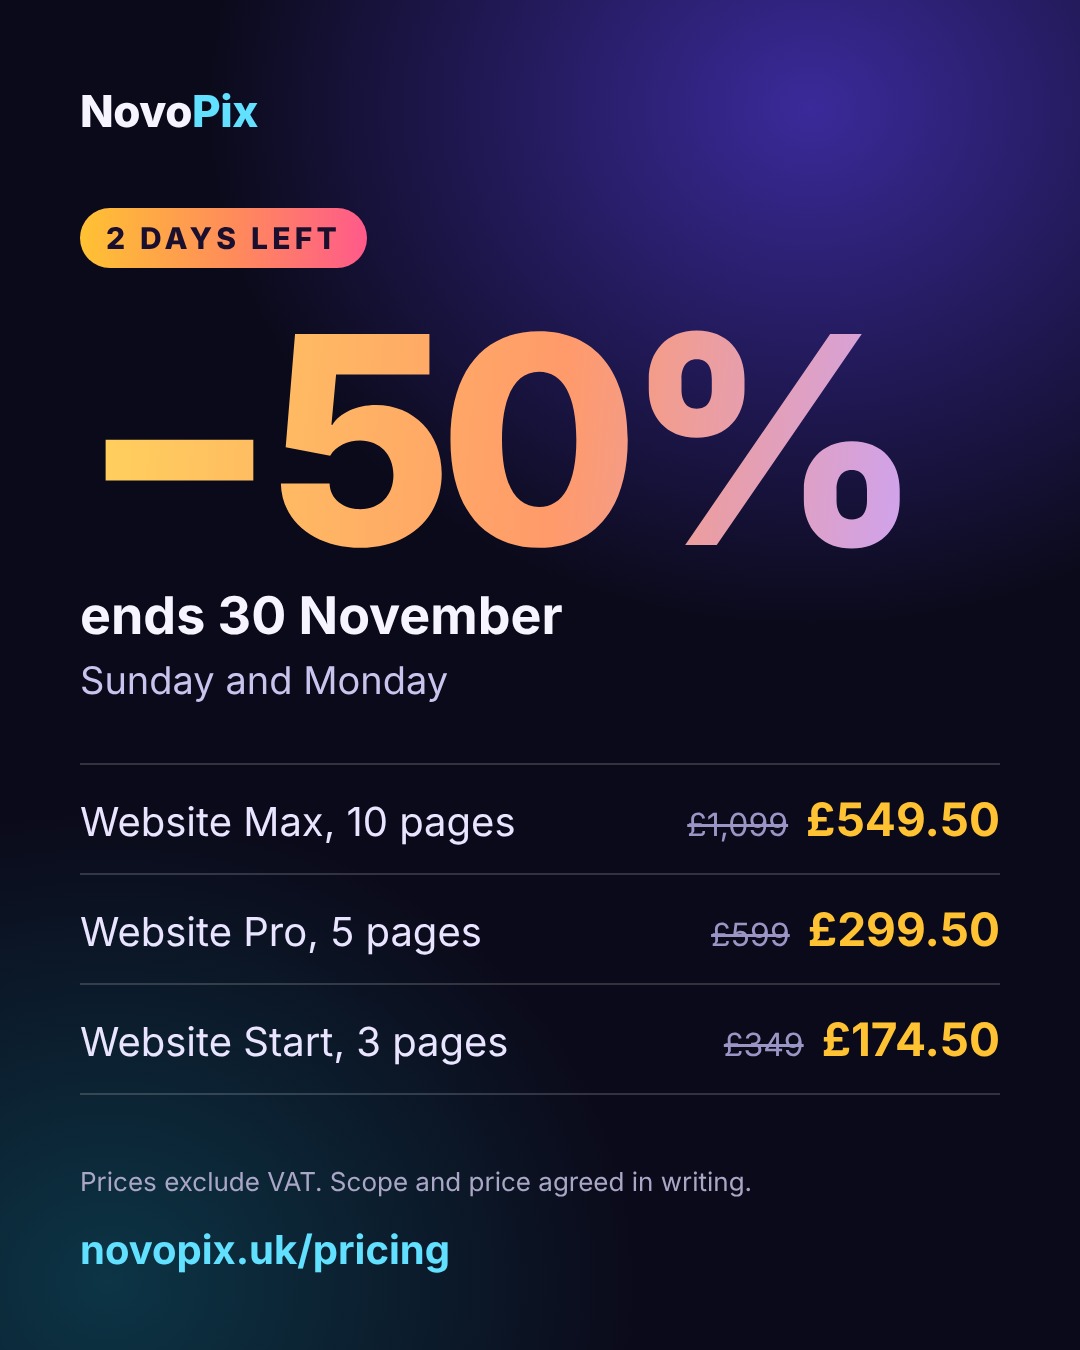 NovoPix
2 DAYS LEFT
–50%
ends 30 November
Sunday and Monday
Website Max, 10 pages £1,099 £549.50
Website Pro, 5 pages £599 £299.50
Website Start, 3 pages £349 £174.50
Prices exclude VAT. Scope and price agreed in writing.
novopix.uk/pricing